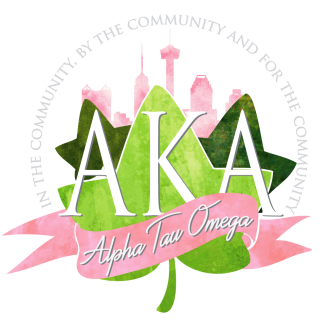 IN THE COMMUNITY, BY THE COMMUNITY AND FOR THE COMMUNITY
AKA
Alpha Tau Omega